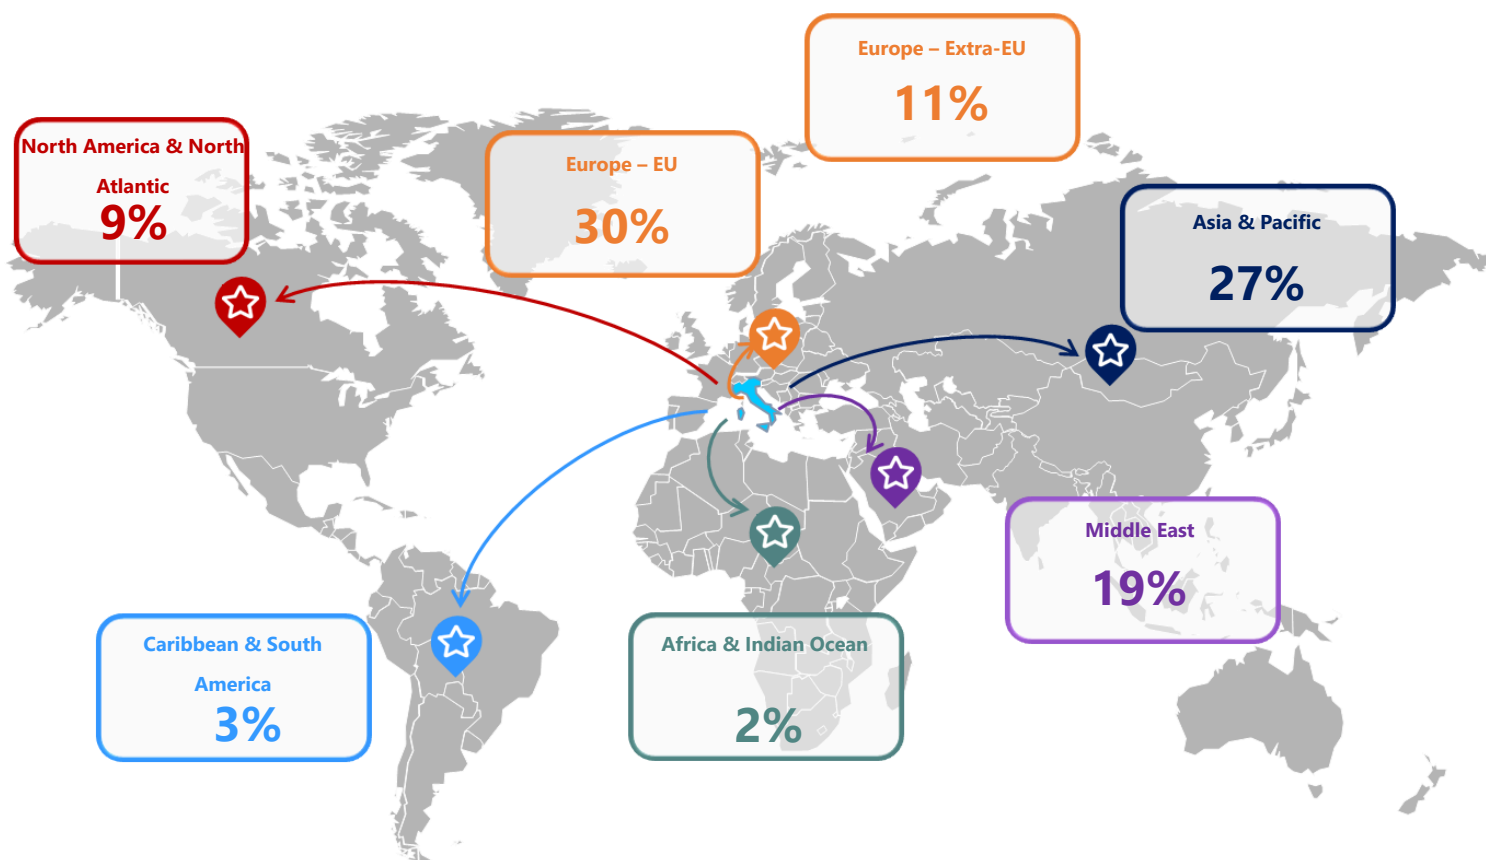 Europe – Extra-EU
11%
North America & North
Atlantic
9%
Europe – EU
30%
Asia & Pacific
27%
Middle East
19%
Caribbean & South
America
3%
Africa & Indian Ocean
2%